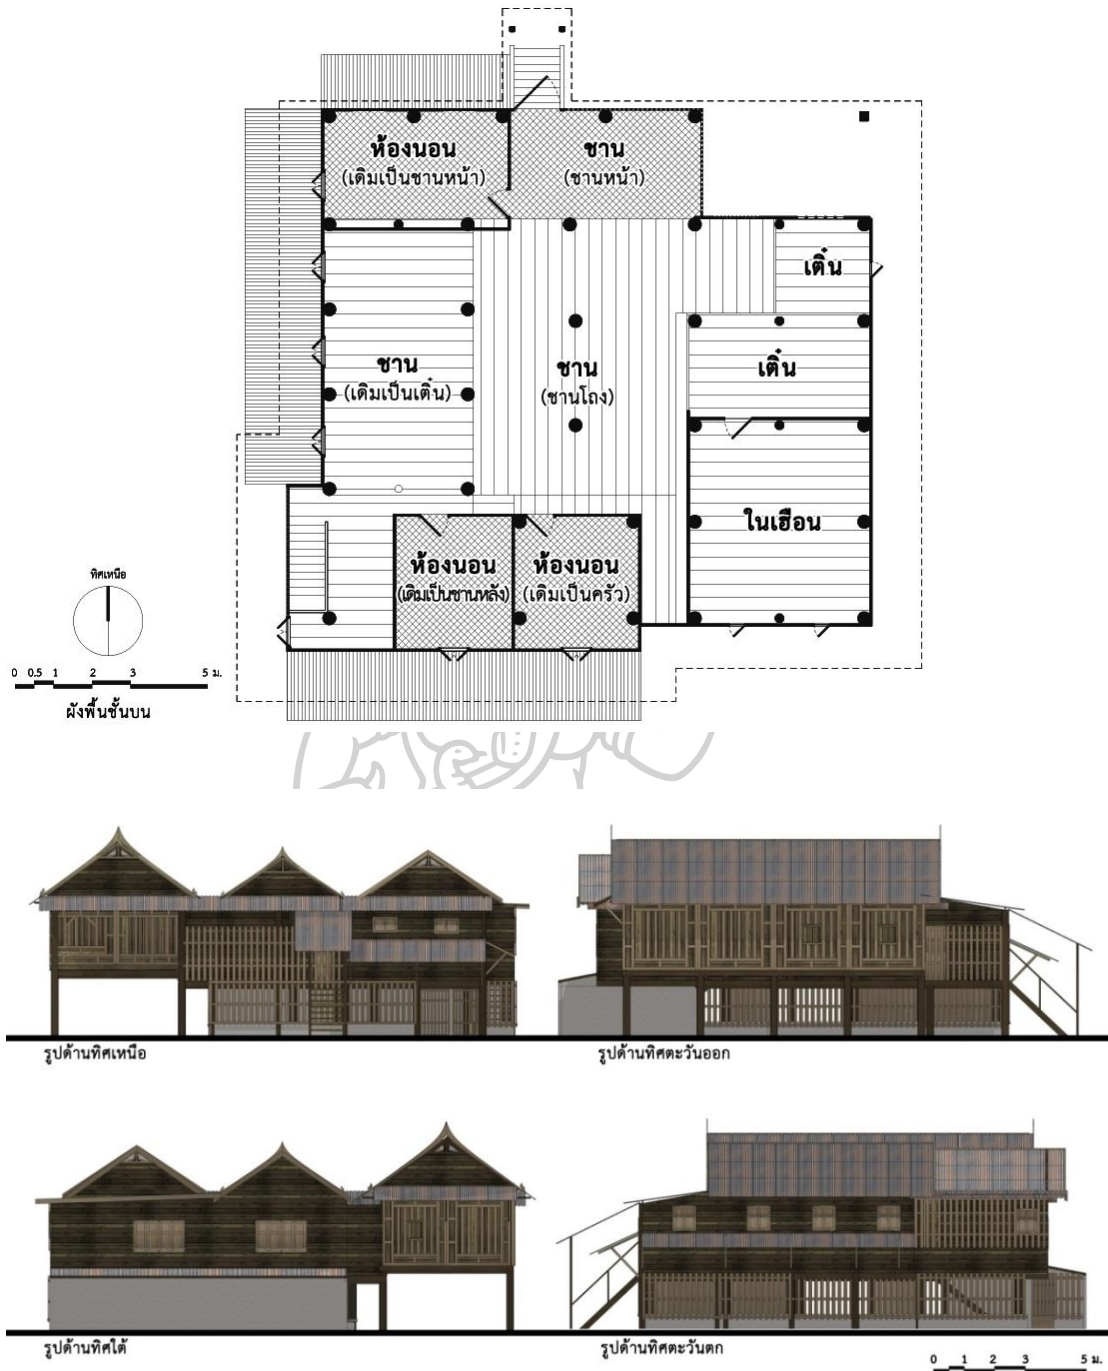 ห้องนอน
(เดิมเป็นชานหน้า)
ชาน
(ชานหน้า)
เติ๋น
เติ๋น
ชาน
(เดิมเป็นเติ๋น)
ชาน
(ชานโถง)
ในเฮือน
ห้องนอน
(เดิมเป็นชานหลัง)
ห้องนอน
(เดิมเป็นครัว)
ทิศเหนือ
0 0.5 1 2 3 5 ม.
ผังพื้นชั้นบน
รูปด้านทิศเหนือ
รูปด้านทิศตะวันออก
รูปด้านทิศใต้
รูปด้านทิศตะวันตก
0 1 2 3 5 ม.